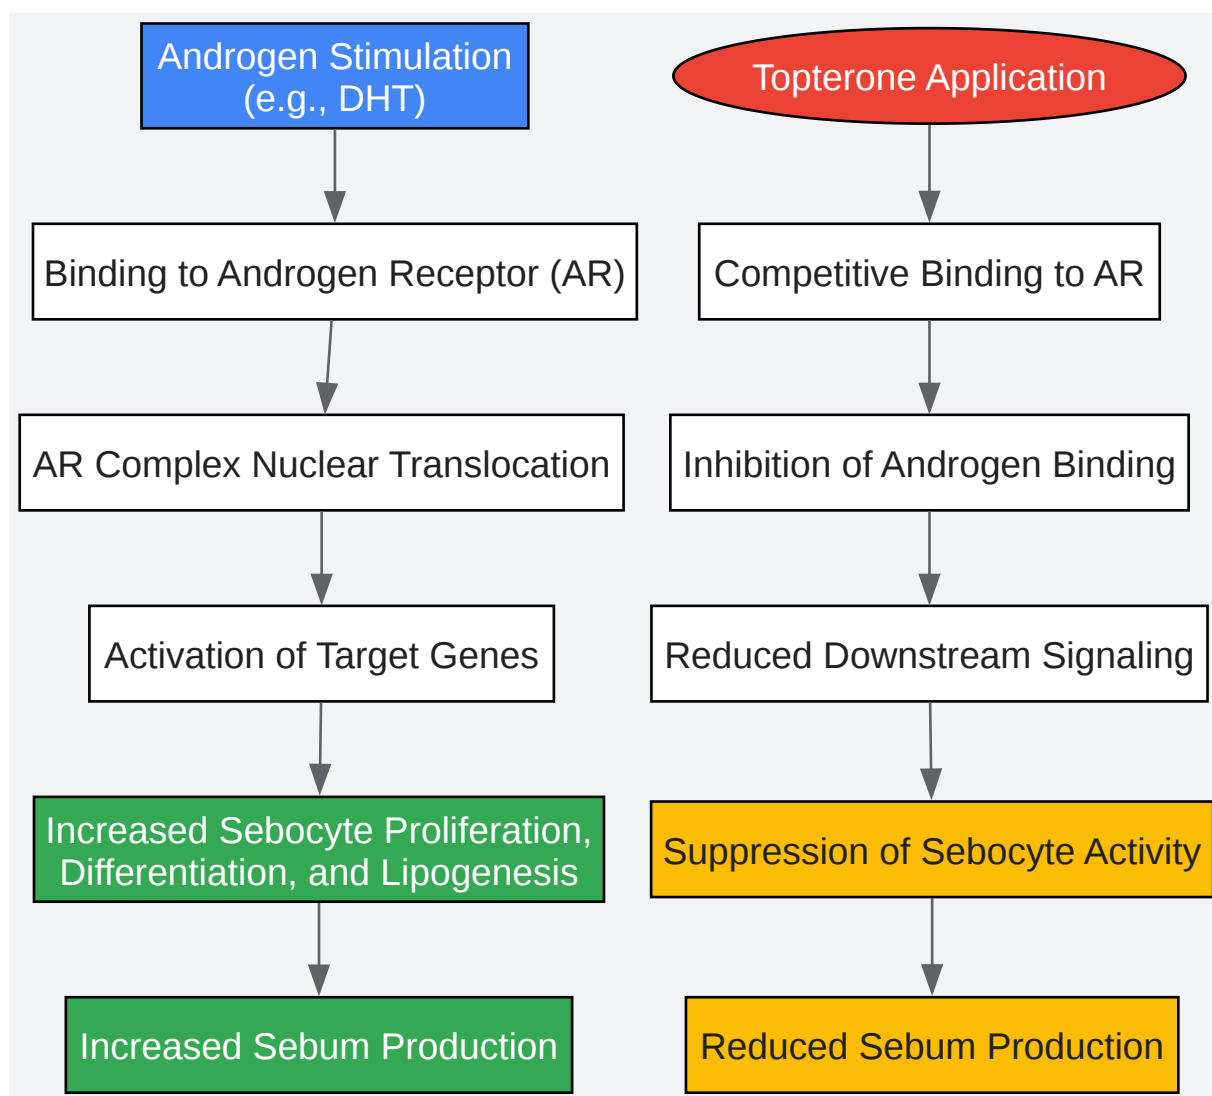 Androgen Stimulation
(e.g., DHT)
Binding to Androgen Receptor (AR)
AR Complex Nuclear Translocation
Activation of Target Genes
Increased Sebocyte Proliferation,
Differentiation, and Lipogenesis
Increased Sebum Production
Topterone Application
Competitive Binding to AR
Inhibition of Androgen Binding
Reduced Downstream Signaling
Suppression of Sebocyte Activity
Reduced Sebum Production